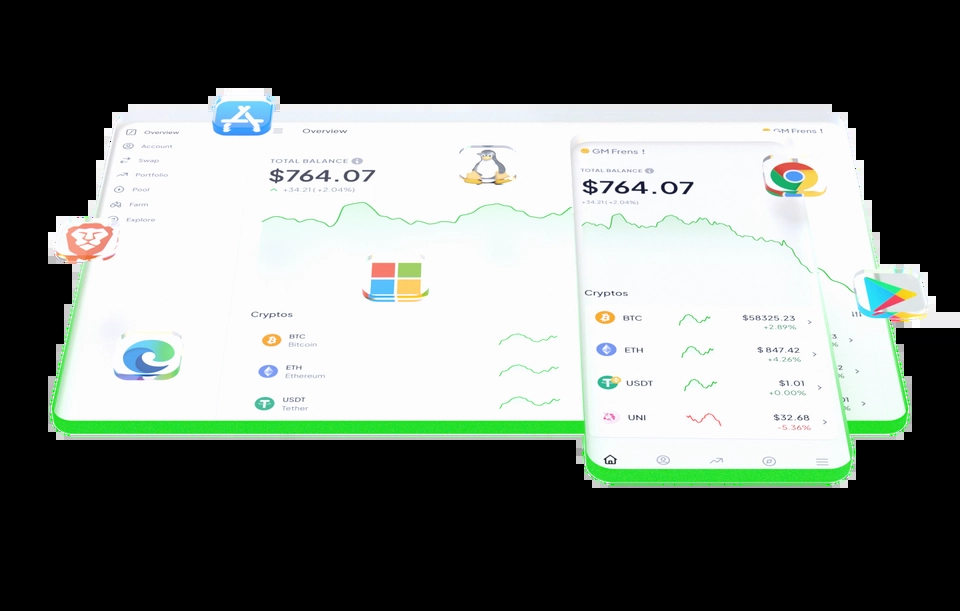 Overview
Account
Swap
Portfolio
Pool
Farm
Explore
Overview
GM Frens !
TOTAL BALANCE
$764.07
+34.21(+2.04%)
Cryptos
BTC
Bitcoin
ETH
Ethereum
USDT
Tether
GM Frens !
TOTAL BALANCE
$764.07
+34.21(+2.04%)
Cryptos
BTC
$58325.23
+2.89%
ETH
$847.42
+4.26%
USDT
$1.01
+0.00%
UNI
$32.68
-5.36%